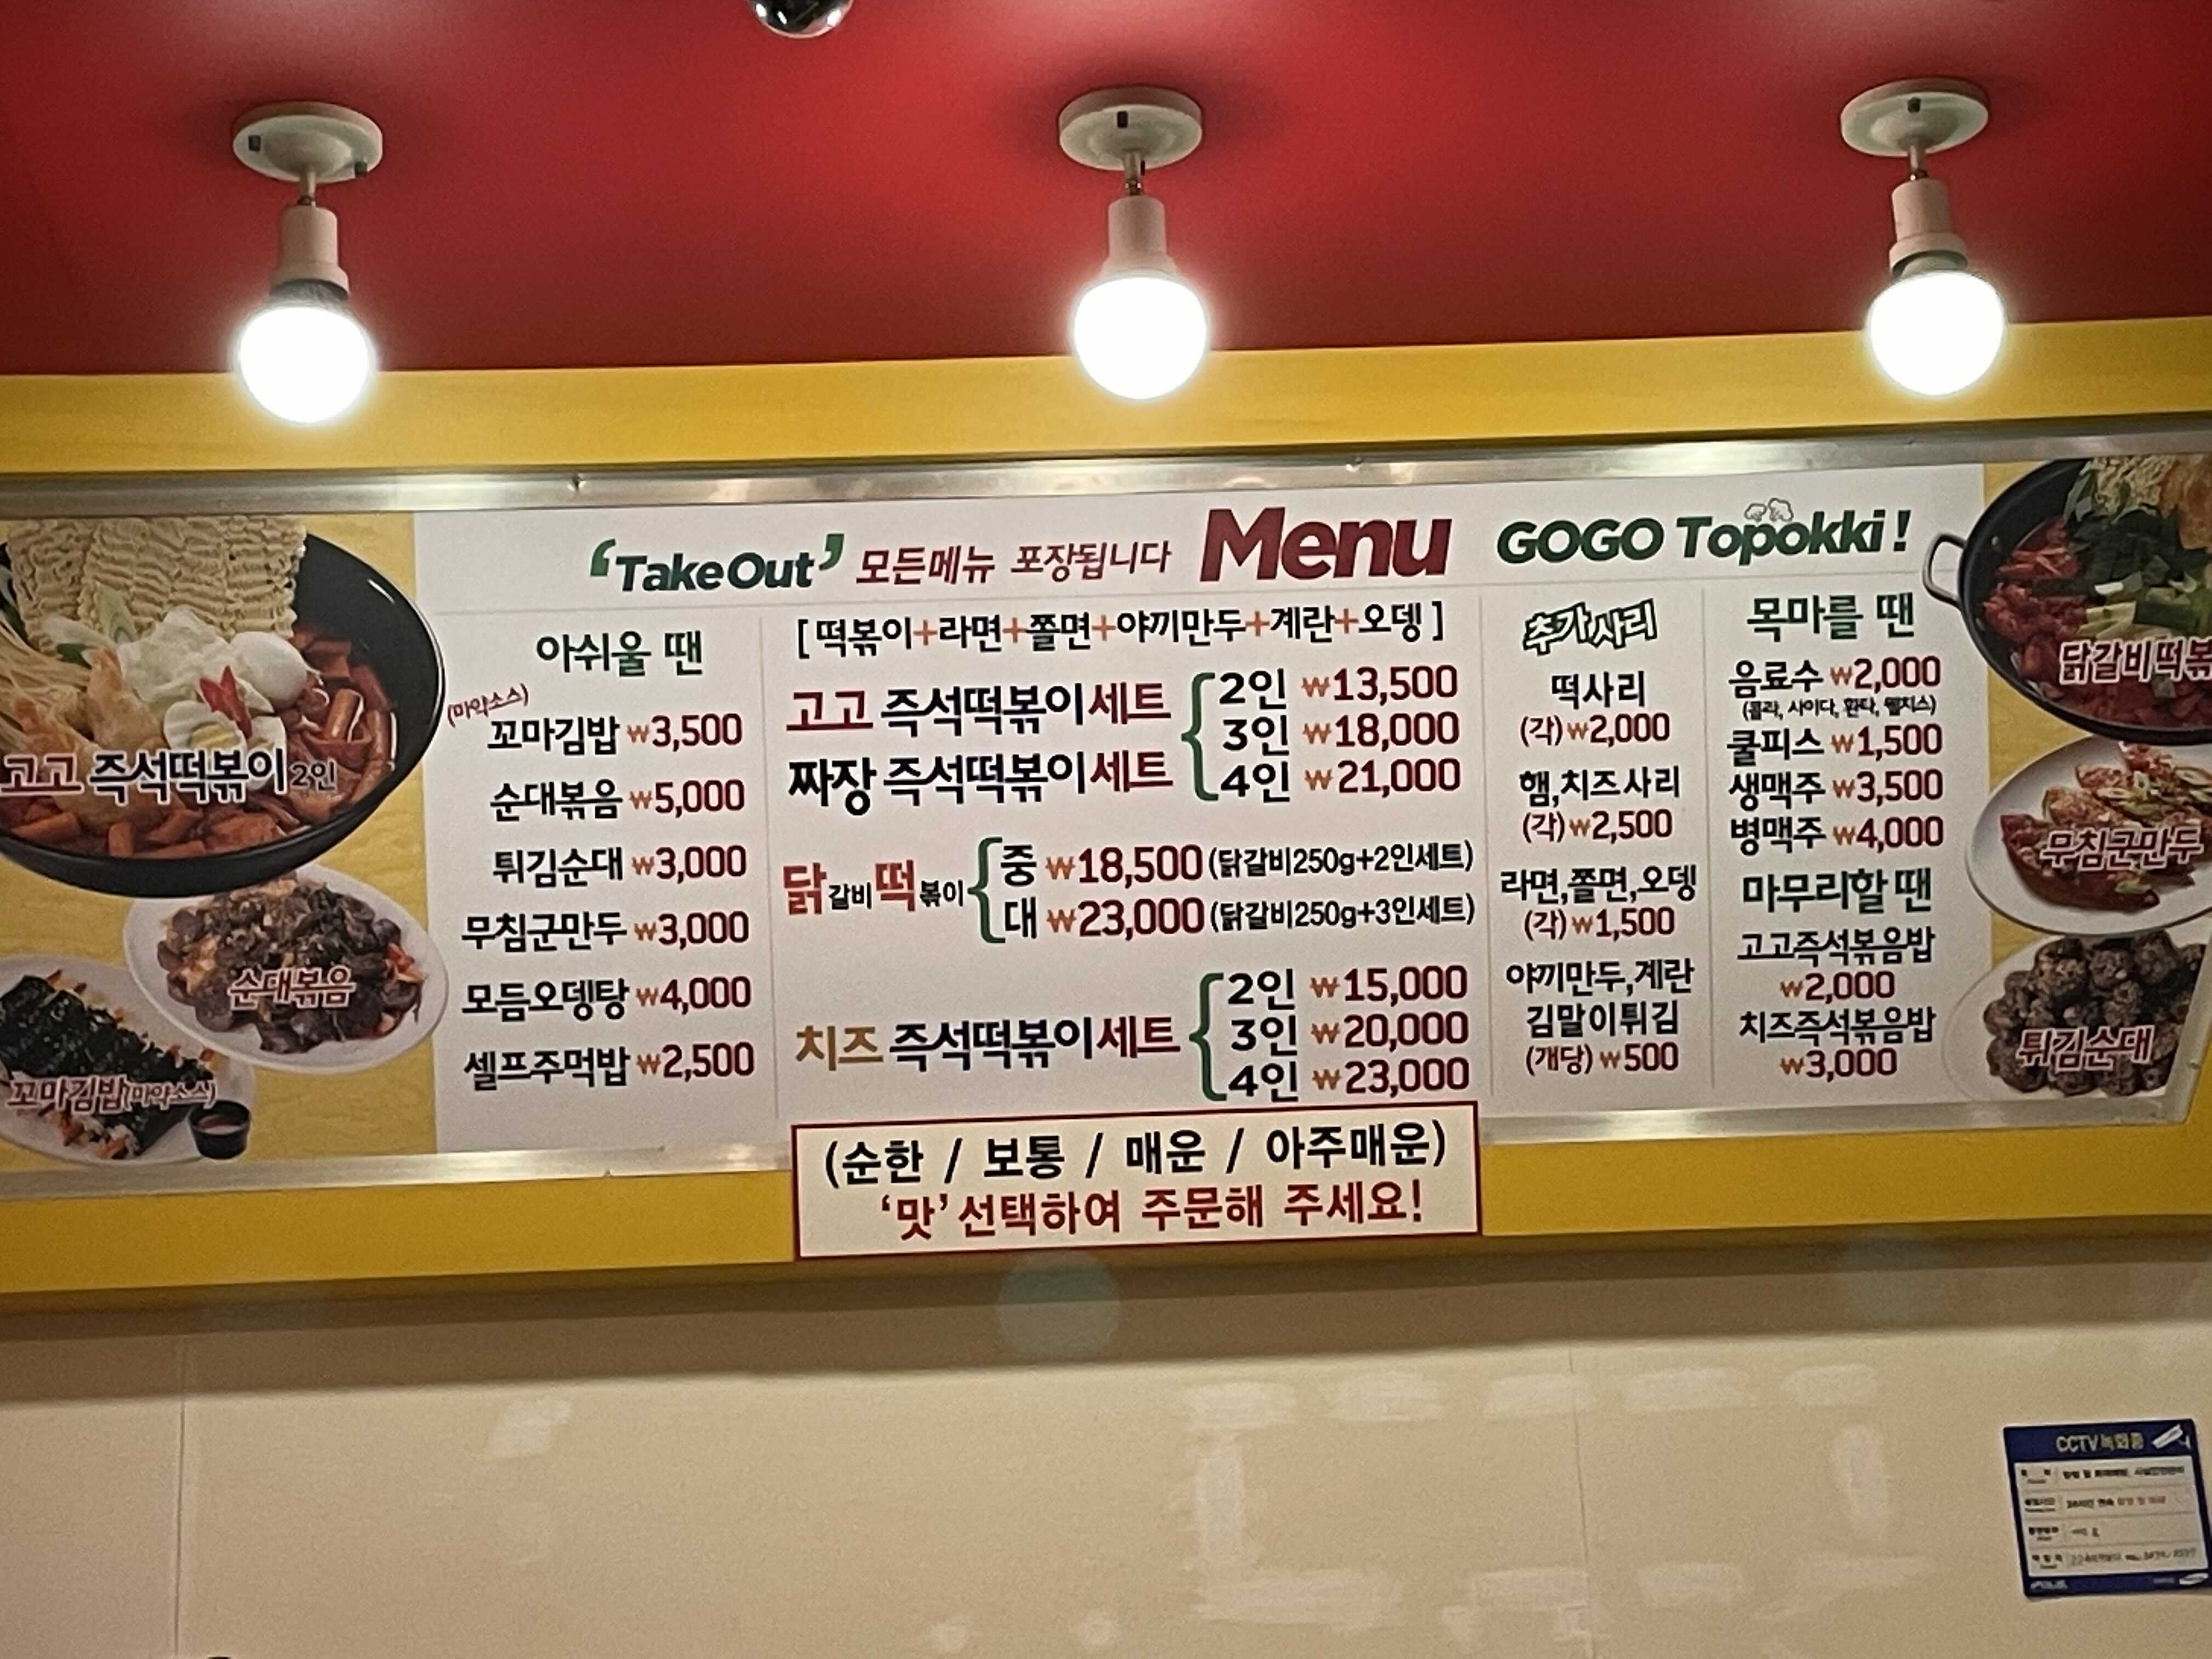 'Take Out' 모든메뉴 포장됩니다 Menu GOGO Topokki!
고고 즉석떡볶이 2인
순대볶음
꼬마김밥(마약소스)
아쉬울 땐
(마약소스)
꼬마김밥 ₩3,500
순대볶음 ₩5,000
튀김순대 ₩3,000
무침군만두 ₩3,000
모듬오뎅탕 ₩4,000
셀프주먹밥 ₩2,500
[떡볶이+라면+쫄면+야끼만두+계란+오뎅]
고고 즉석떡볶이세트
짜장 즉석떡볶이세트
2인 ₩13,500
3인 ₩18,000
4인 ₩21,000
닭갈비떡볶이
중 ₩18,500(닭갈비250g+2인세트)
대 ₩23,000(닭갈비250g+3인세트)
치즈 즉석떡볶이세트
2인 ₩15,000
3인 ₩20,000
4인 ₩23,000
추가사리
떡사리
(각)₩2,000
햄,치즈사리
(각)₩2,500
라면,쫄면,오뎅
(각)₩1,500
야끼만두,계란
김말이튀김
(개당)₩500
목마를 땐
음료수 ₩2,000
(콜라, 사이다, 환타, 웰치스)
쿨피스 ₩1,500
생맥주 ₩3,500
병맥주 ₩4,000
마무리할 땐
고고즉석볶음밥
₩2,000
치즈즉석볶음밥
₩3,000
닭갈비떡볶
무침군만두
튀김순대
(순한 / 보통 / 매운 / 아주매운)
'맛'선택하여 주문해 주세요!
CCTV 녹화중